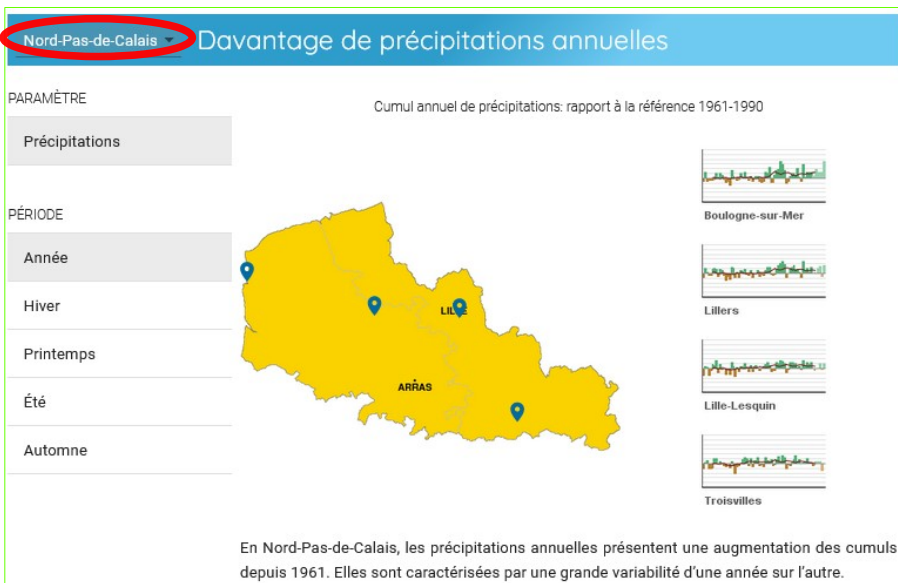 Nord-Pas-de-Calais
Davantage de précipitations annuelles
PARAMÈTRE
Précipitations
PÉRIODE
Année
Hiver
Printemps
Été
Automne
Cumul annuel de précipitations: rapport à la référence 1961-1990
LILLE
ARRAS
Boulogne-sur-Mer
Lillers
Lille-Lesquin
Troisvilles
En Nord-Pas-de-Calais, les précipitations annuelles présentent une augmentation des cumuls
depuis 1961. Elles sont caractérisées par une grande variabilité d'une année sur l'autre.